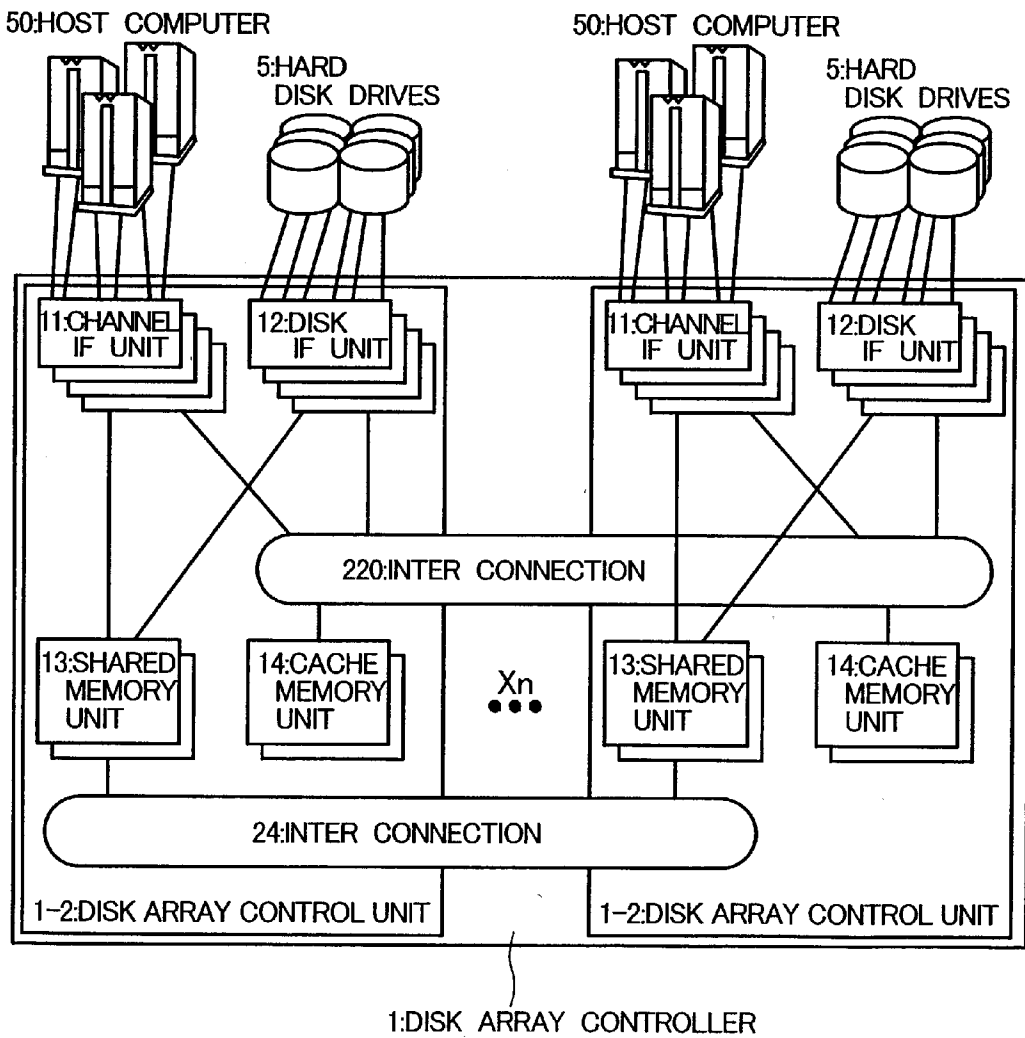 50:HOST COMPUTER
5:HARD
DISK DRIVES
50:HOST COMPUTER
5:HARD
DISK DRIVES
11:CHANNEL
IF UNIT
12:DISK
IF UNIT
11:CHANNEL
IF UNIT
12:DISK
IF UNIT
220:INTER CONNECTION
13:SHARED
MEMORY
UNIT
14:CACHE
MEMORY
UNIT
Xn
13:SHARED
MEMORY
UNIT
14:CACHE
MEMORY
UNIT
24:INTER CONNECTION
1-2:DISK ARRAY CONTROL UNIT
1-2:DISK ARRAY CONTROL UNIT
1:DISK ARRAY CONTROLLER